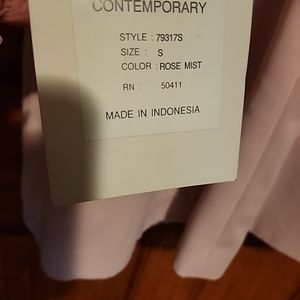 CONTEMPORARY
STYLE : 79317S
SIZE : S
COLOR : ROSE MIST
RN : 50411
MADE IN INDONESIA